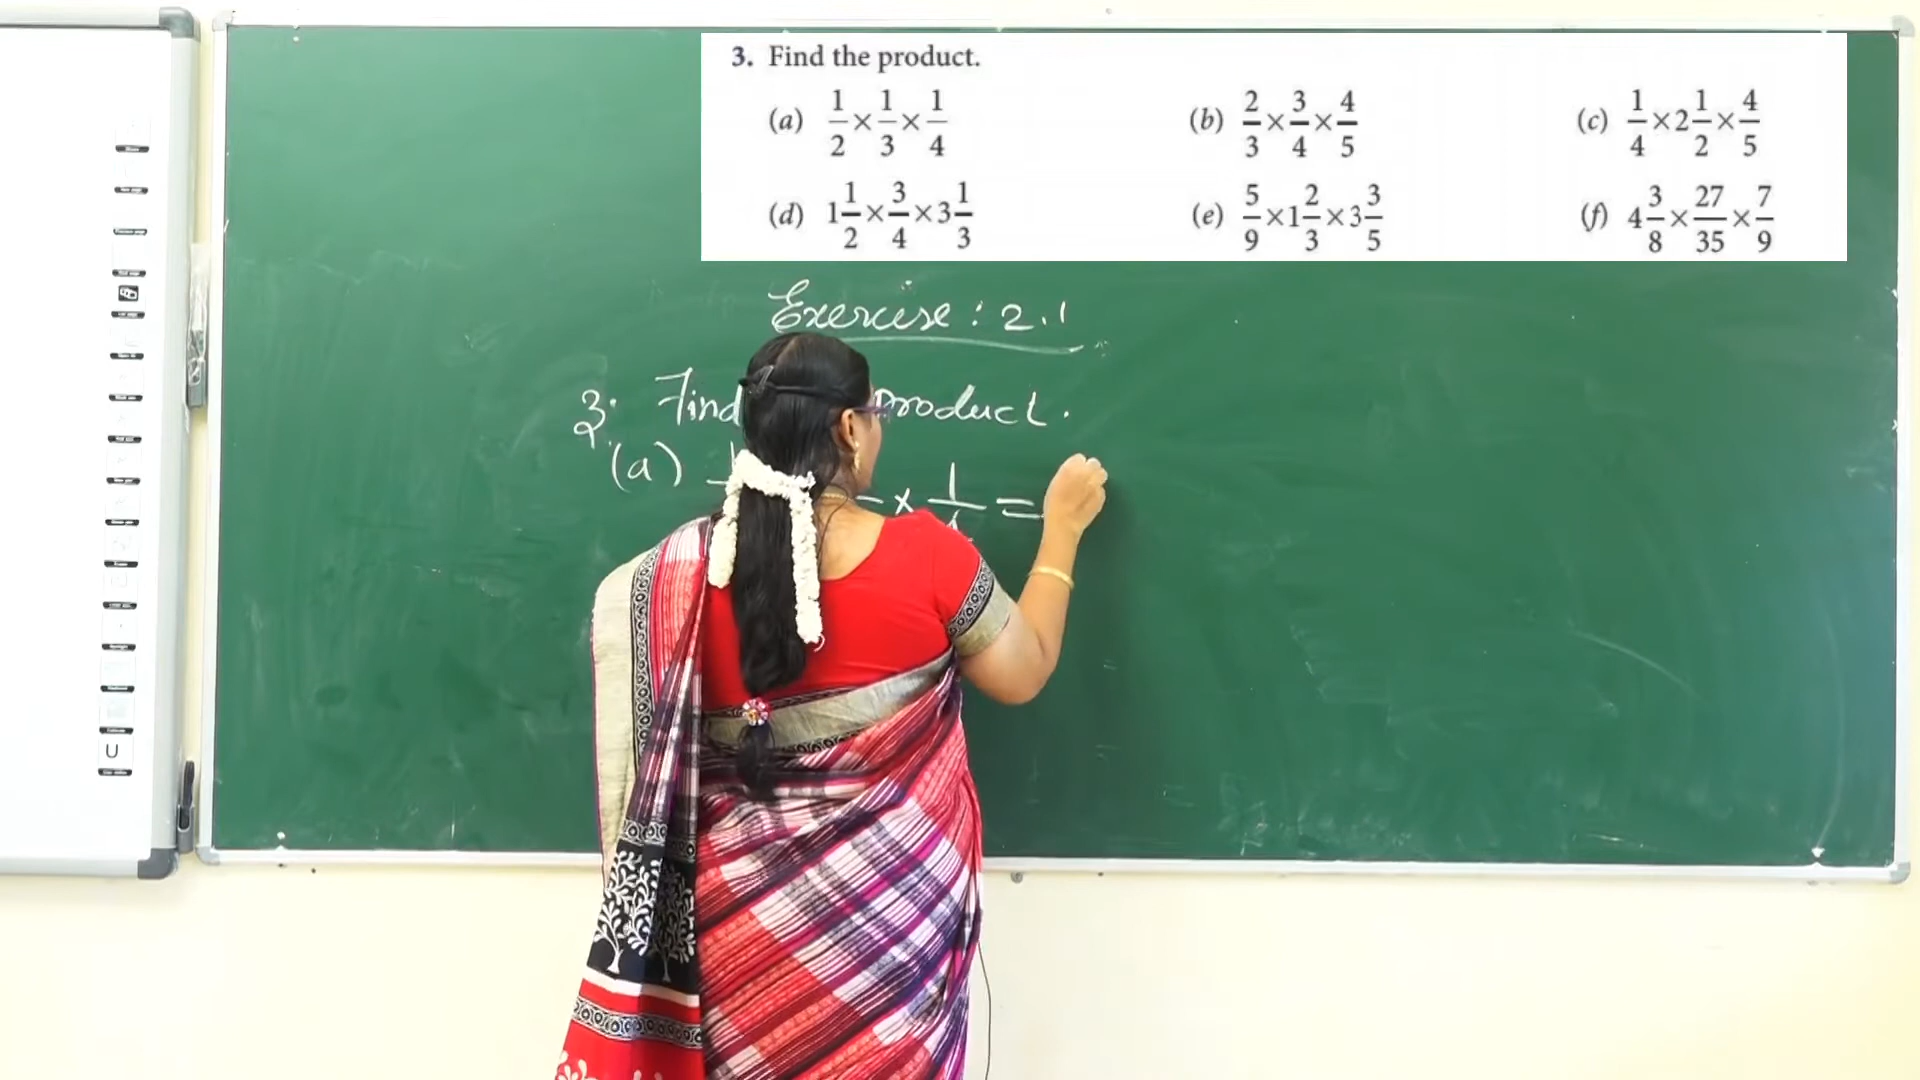 3. Find the product.
(a) 1/2 × 1/3 × 1/4 (b) 2/3 × 3/4 × 4/5 (c) 1/4 × 2 1/2 × 4/5
(d) 1 1/2 × 3/4 × 3 1/3 (e) 5/9 × 1 2/3 × 3 3/5 (f) 4 3/8 × 27/35 × 7/9
Exercise : 2.1
3. Find product.
(a) × 1 =
U